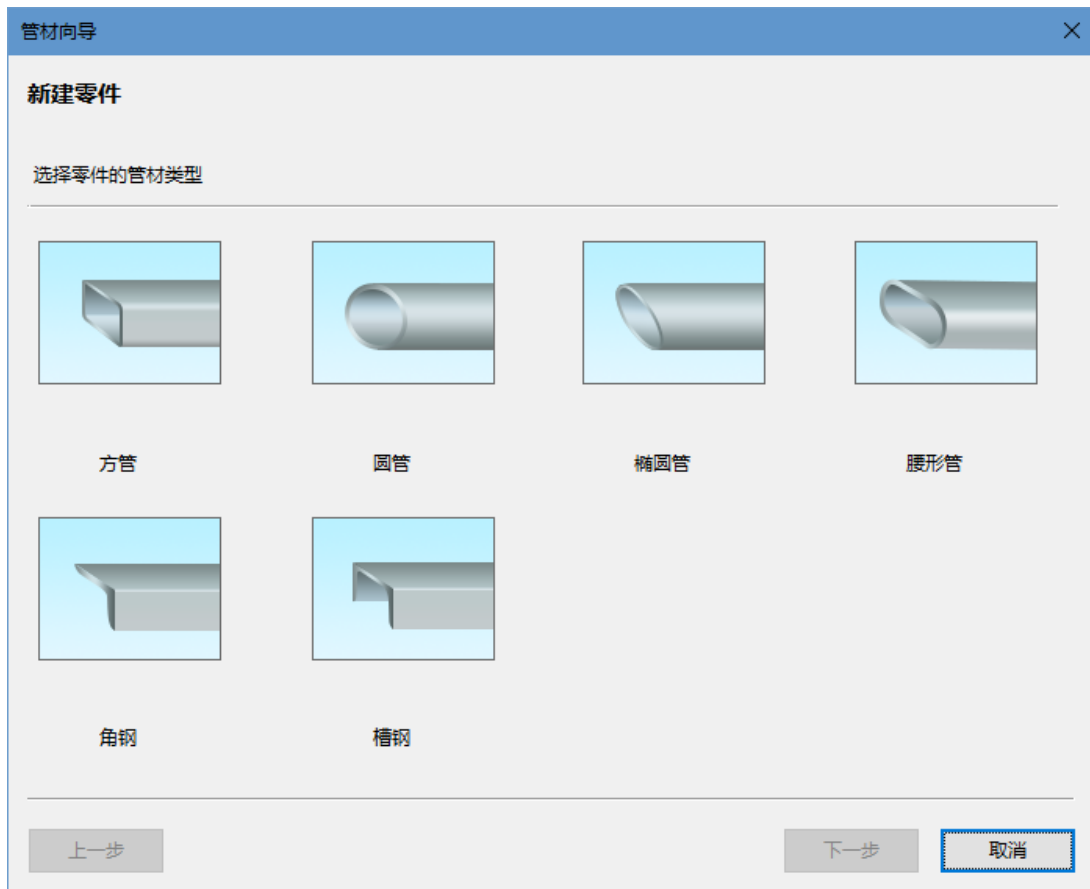 管材向导
新建零件
选择零件的管材类型
方管
圆管
椭圆管
腰形管
角钢
槽钢
上一步
下一步
取消